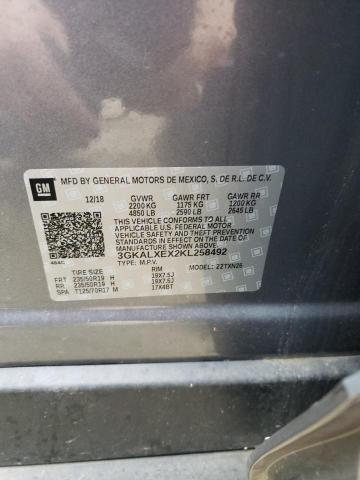 GM
MFD BY GENERAL MOTORS DE MEXICO, S. DE R.L. DE C.V.
12/18 GVWR GAWR FRT GAWR RR
2200 KG 1175 KG 1200 KG
4850 LB 2590 LB 2645 LB
THIS VEHICLE CONFORMS TO ALL
APPLICABLE U.S. FEDERAL MOTOR
VEHICLE SAFETY AND THEFT PREVENTION
STANDARDS IN EFFECT ON THE DATE OF
MANUFACTURE SHOWN ABOVE.
3GKALXEX2KL258492
TYPE: M.P.V. MODEL: 22TXN26
TIRE SIZE RIM
FRT 235/50R19 H 19X7.5J
RR 235/50R19 H 19X7.5J
SPA T125/70R17 M 17X4BT